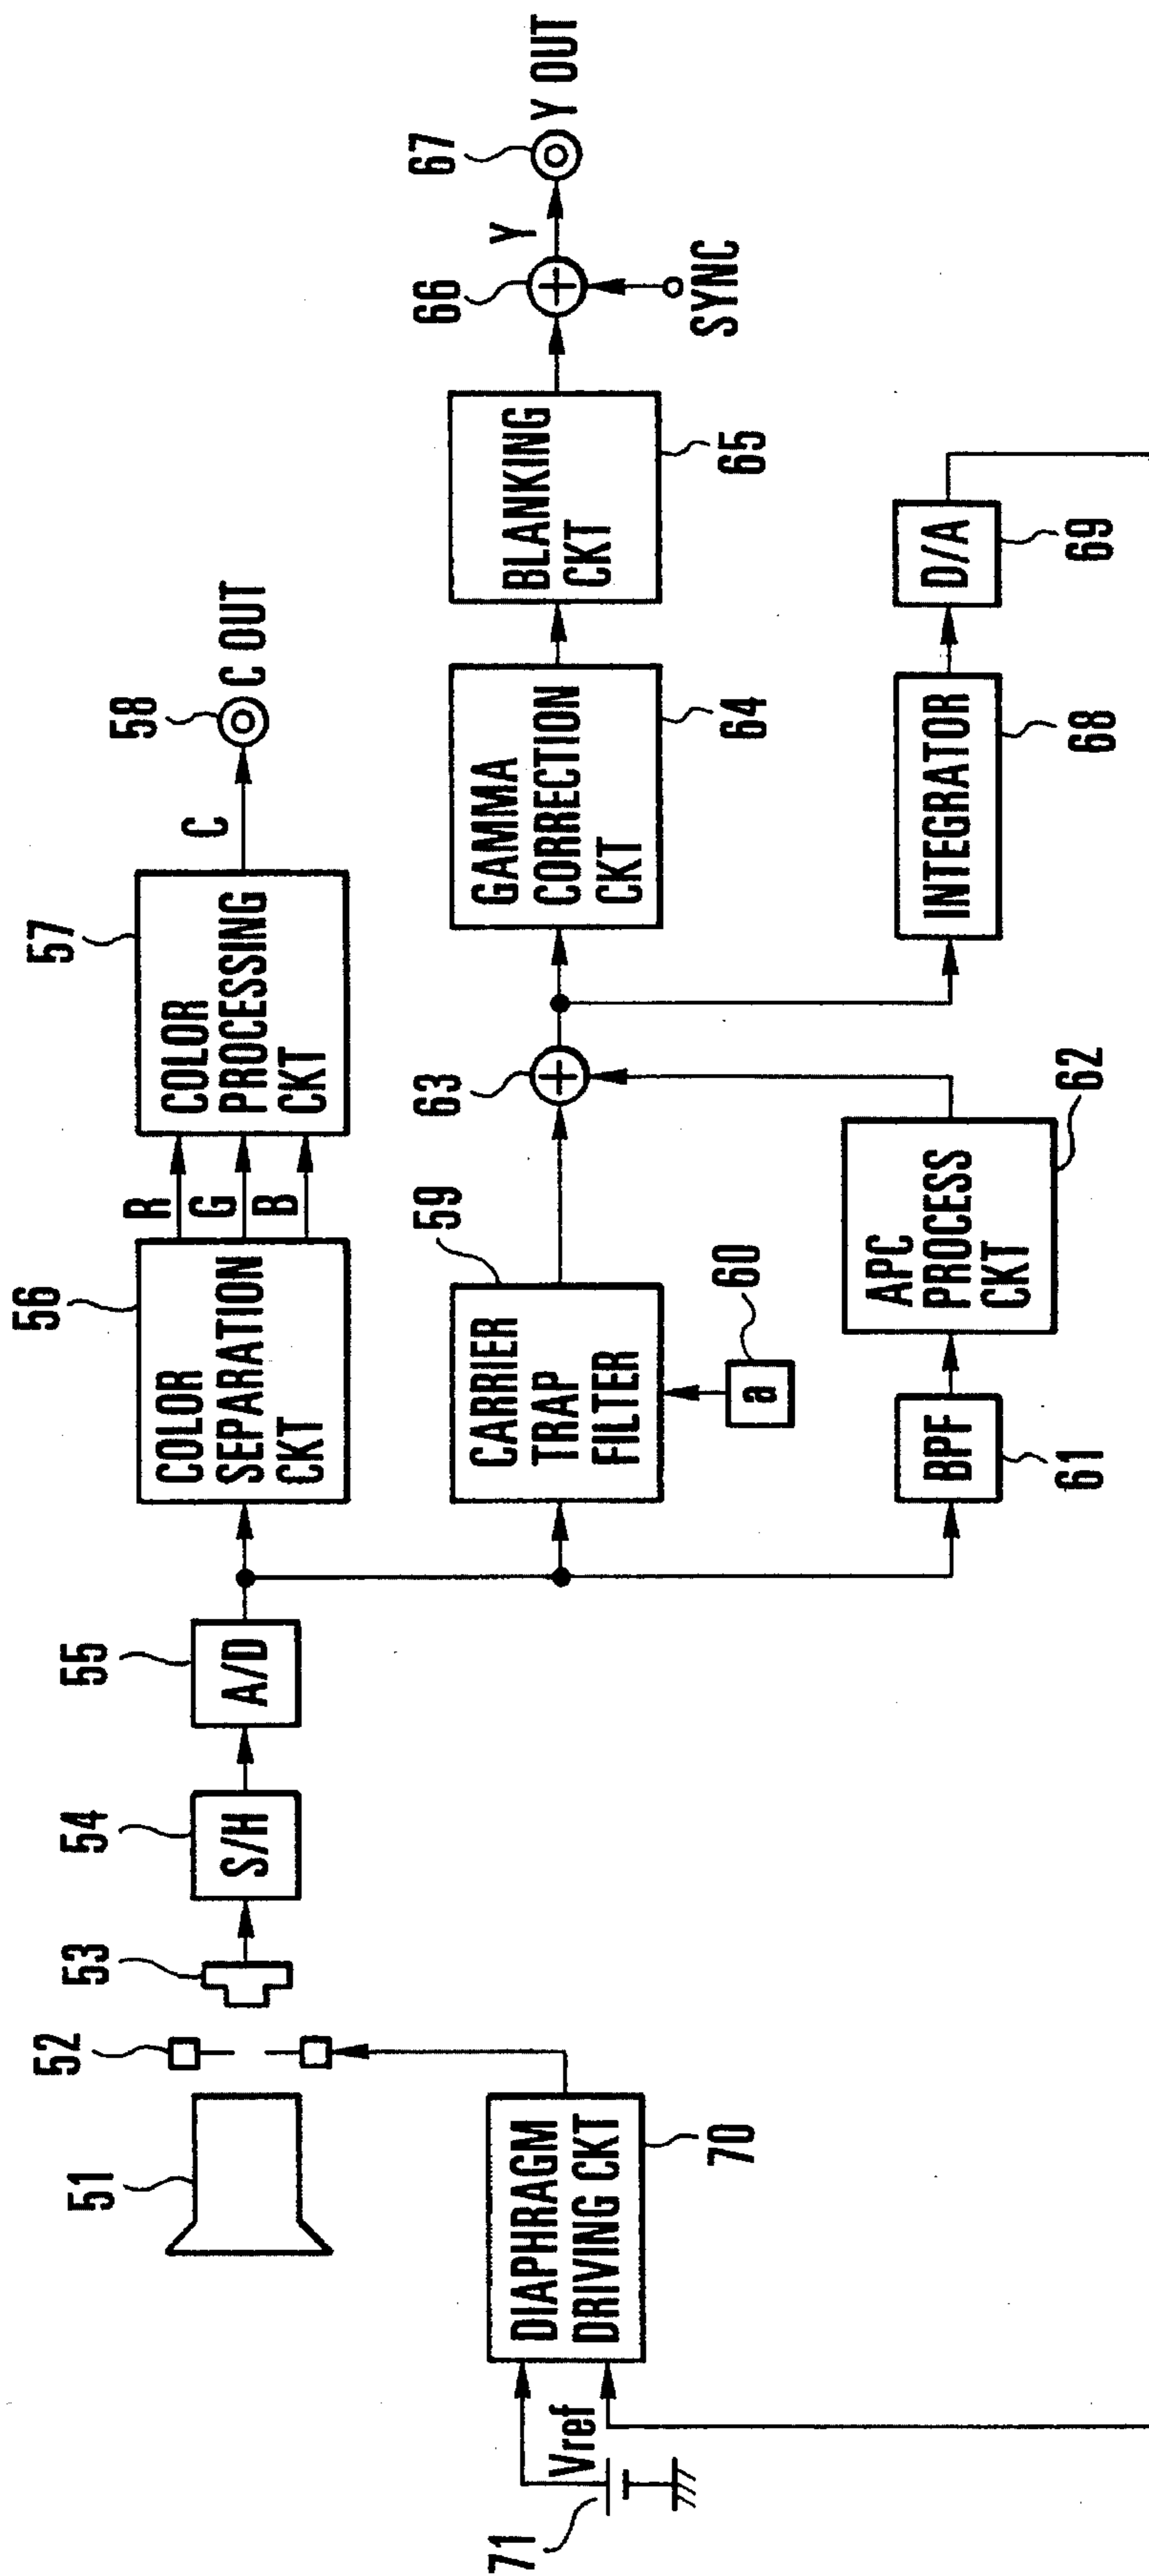 51
52
53
54
S/H
55
A/D
56
COLOR
SEPARATION
CKT
R
G
B
57
COLOR
PROCESSING
CKT
C
58
C OUT
59
CARRIER
TRAP
FILTER
60
a
61
BPF
62
APC
PROCESS
CKT
63
64
GAMMA
CORRECTION
CKT
65
BLANKING
CKT
66
SYNC
Y
67
Y OUT
68
INTEGRATOR
69
D/A
70
DIAPHRAGM
DRIVING CKT
71
Vref